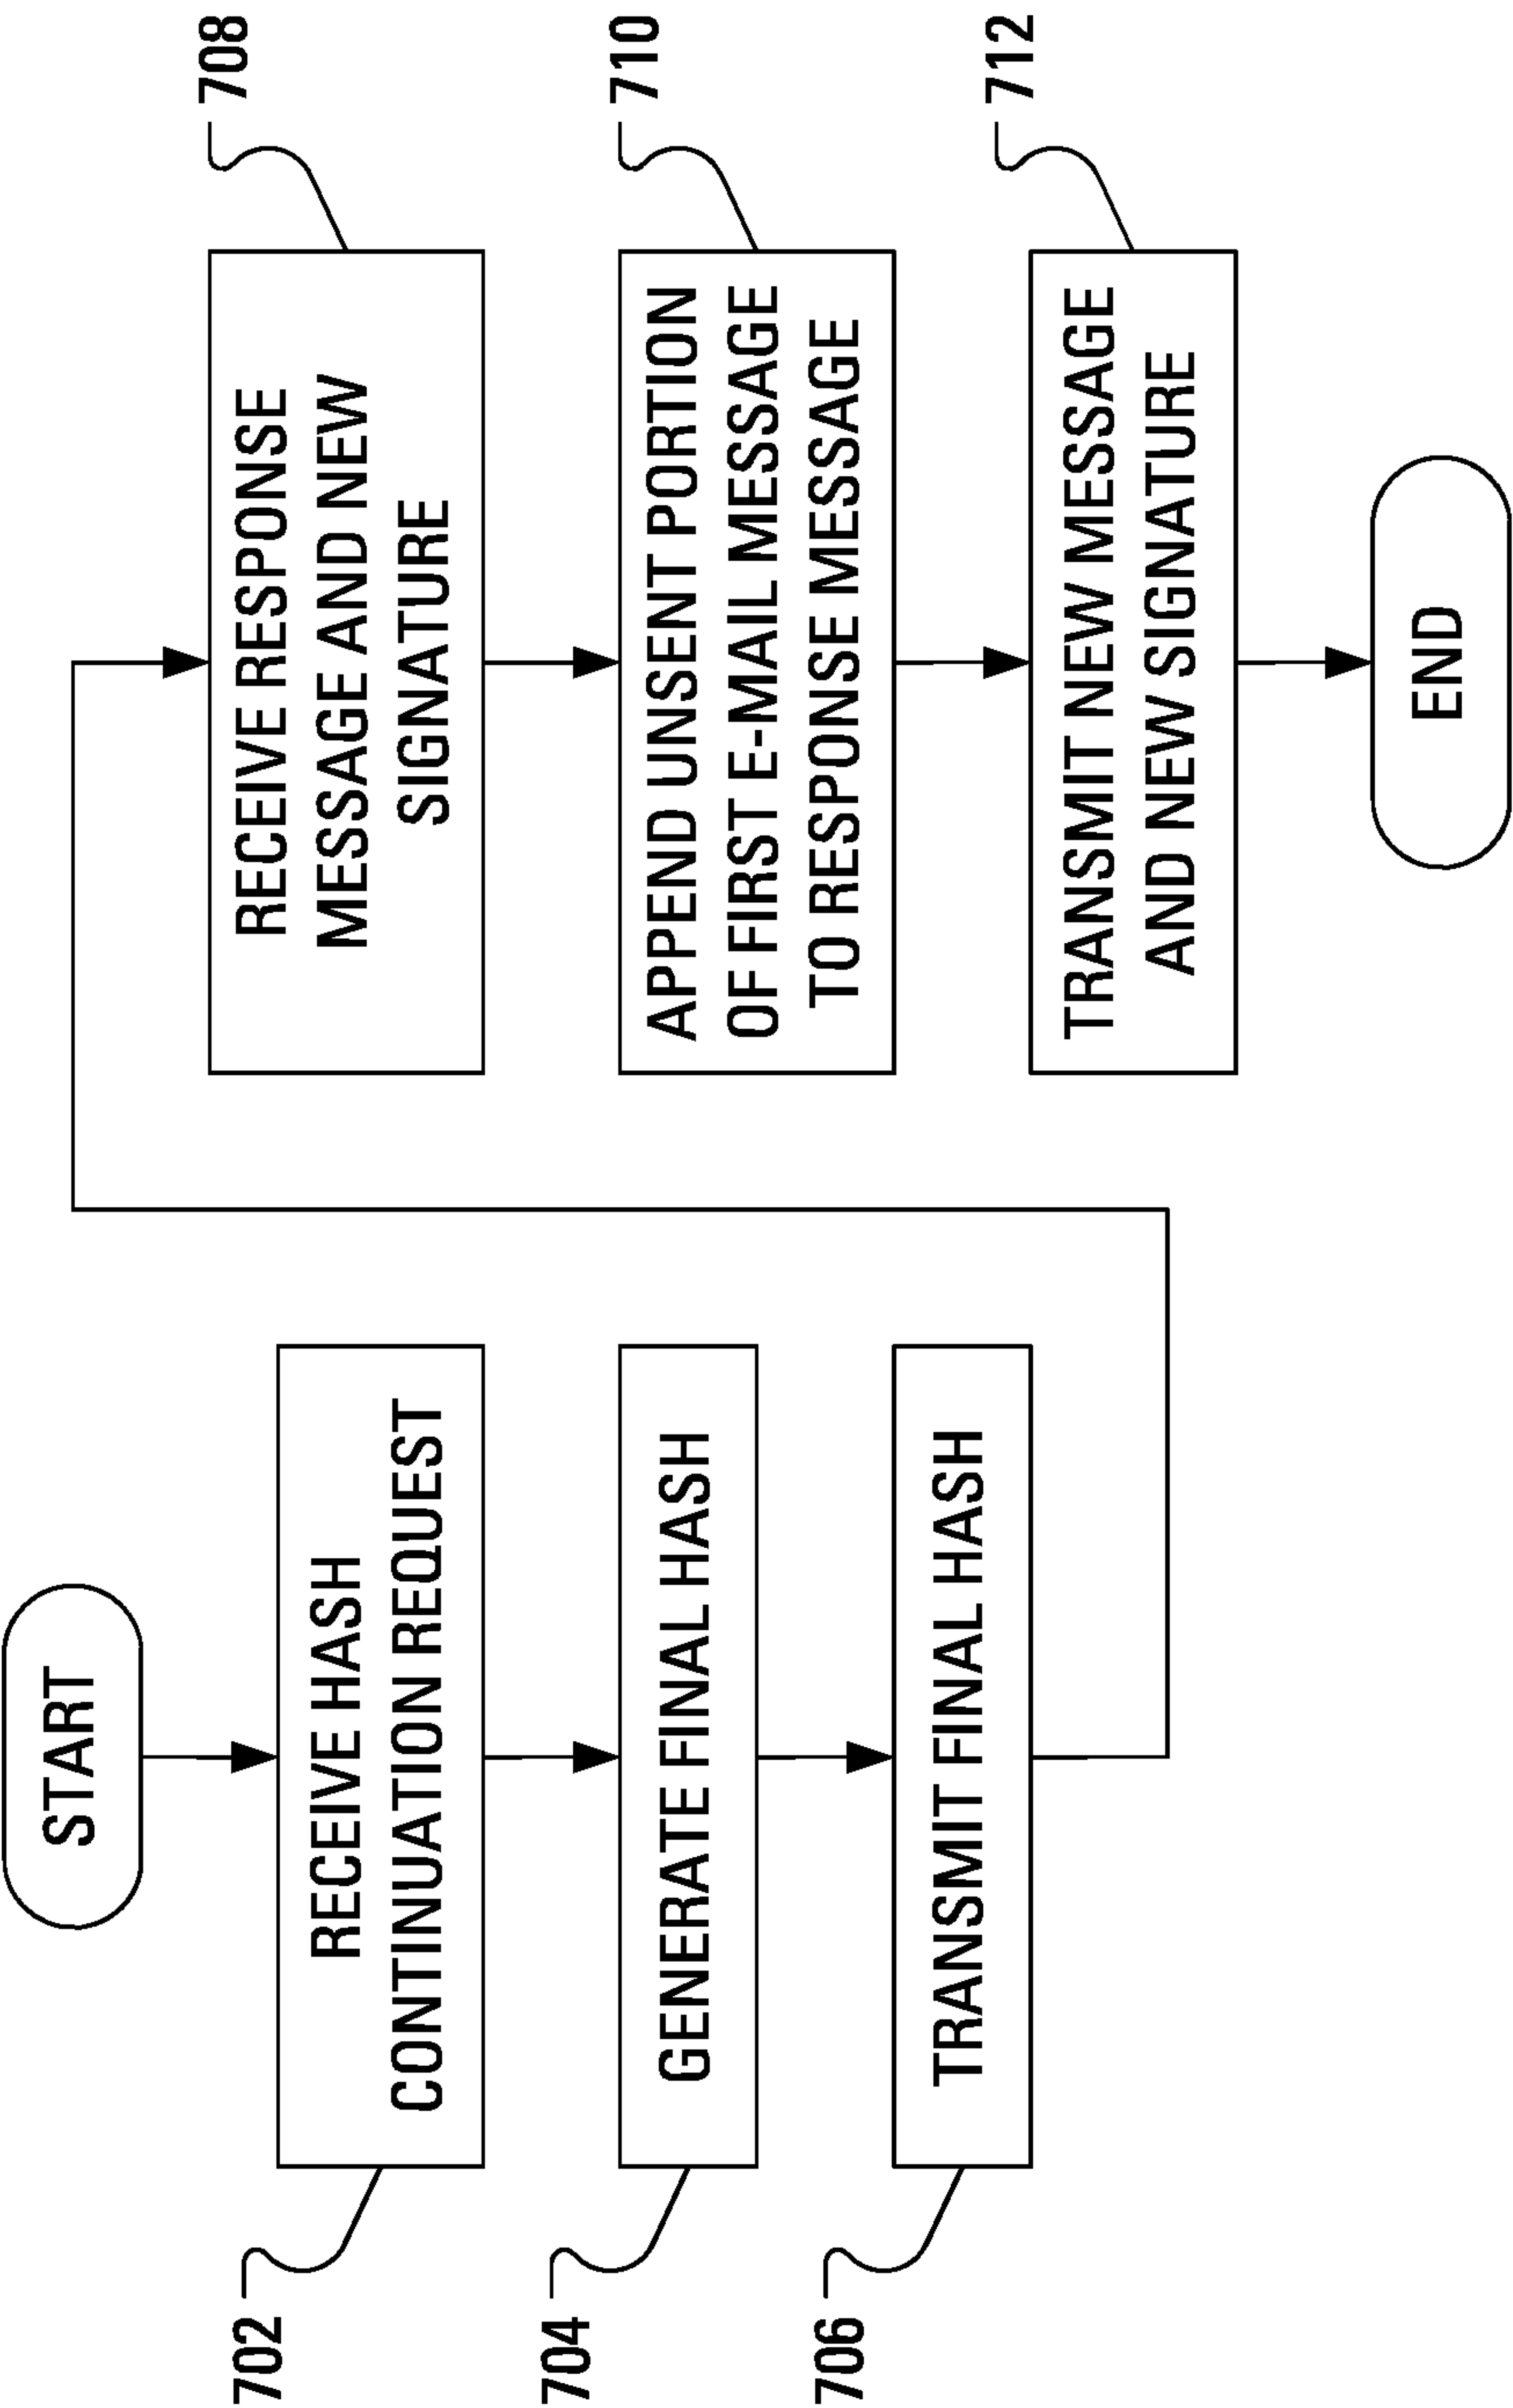 START
702
RECEIVE HASH
CONTINUATION REQUEST
704
GENERATE FINAL HASH
706
TRANSMIT FINAL HASH
708
RECEIVE RESPONSE
MESSAGE AND NEW
SIGNATURE
710
APPEND UNSENT PORTION
OF FIRST E-MAIL MESSAGE
TO RESPONSE MESSAGE
712
TRANSMIT NEW MESSAGE
AND NEW SIGNATURE
END